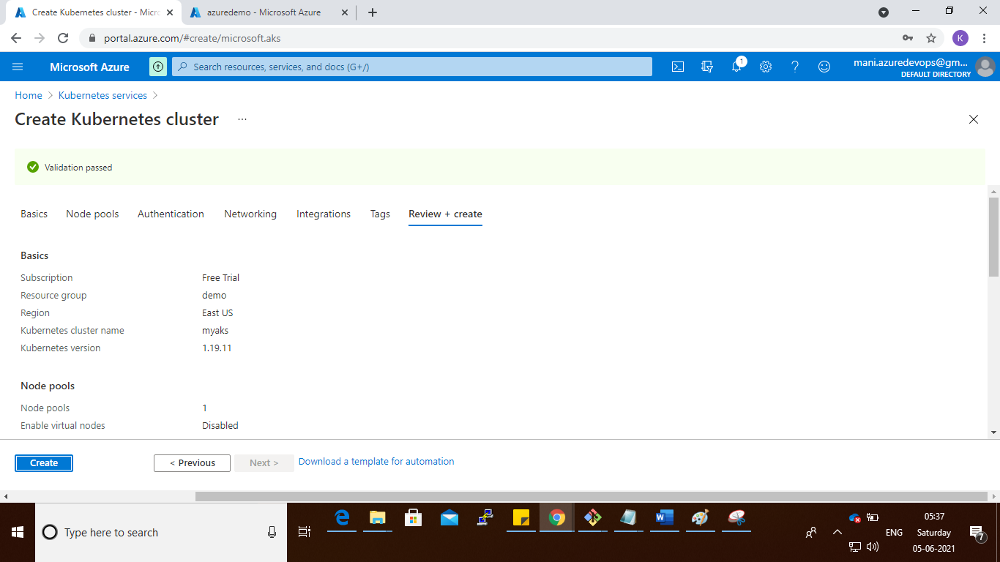 Create Kubernetes cluster - Micro
azuredemo - Microsoft Azure
portal.azure.com/#create/microsoft.aks
K
Microsoft Azure
Search resources, services, and docs (G+/)
1
mani.azuredevops@gm...
DEFAULT DIRECTORY
Home > Kubernetes services >
Create Kubernetes cluster ...
Validation passed
Basics Node pools Authentication Networking Integrations Tags Review + create
Basics
Subscription Free Trial
Resource group demo
Region East US
Kubernetes cluster name myaks
Kubernetes version 1.19.11
Node pools
Node pools 1
Enable virtual nodes Disabled
Create < Previous Next > Download a template for automation
Type here to search
ENG
05:37
Saturday
05-06-2021
7